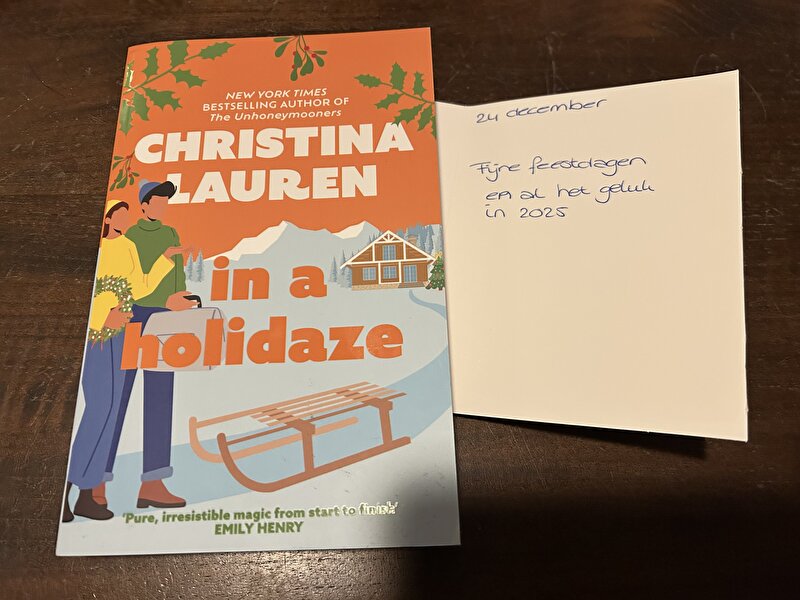 NEW YORK TIMES
BESTSELLING AUTHOR OF
The Unhoneymooners
CHRISTINA
LAUREN
in a
holidaze
'Pure, irresistible magic from start to finish'
EMILY HENRY
24 december
Fijne feestdagen
en al het geluk
in 2025